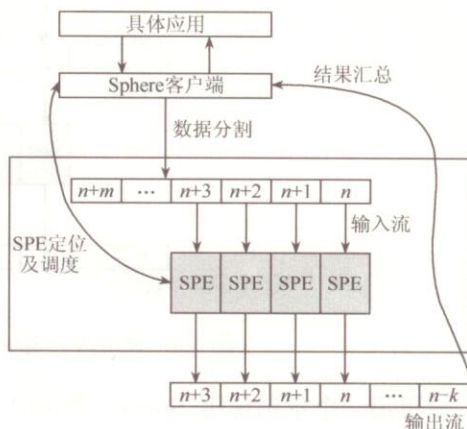 具体应用
Sphere客户端
结果汇总
数据分割
n+m ... n+3 n+2 n+1 n
输入流
SPE定位
及调度
SPE SPE SPE SPE
n+3 n+2 n+1 n ... n-k
输出流